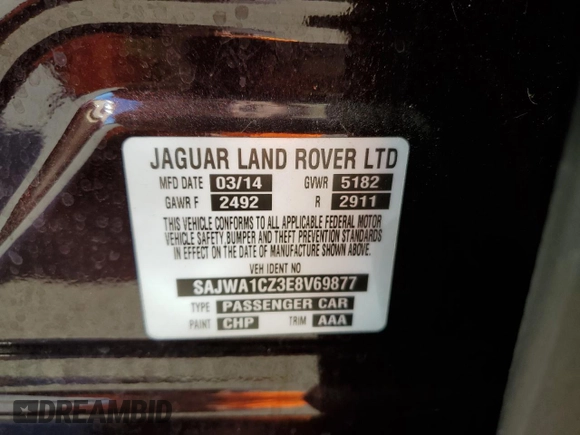 JAGUAR LAND ROVER LTD
MFD DATE 03/14 GVWR 5182
GAWR F 2492 R 2911
THIS VEHICLE CONFORMS TO ALL APPLICABLE FEDERAL MOTOR
VEHICLE SAFETY, BUMPER AND THEFT PREVENTION STANDARDS
IN EFFECT ON THE DATE OF MANUFACTURE SHOWN ABOVE.
VEH IDENT NO
SAJWA1CZ3E8V69877
TYPE PASSENGER CAR
PAINT CHP TRIM AAA
DREAMBID